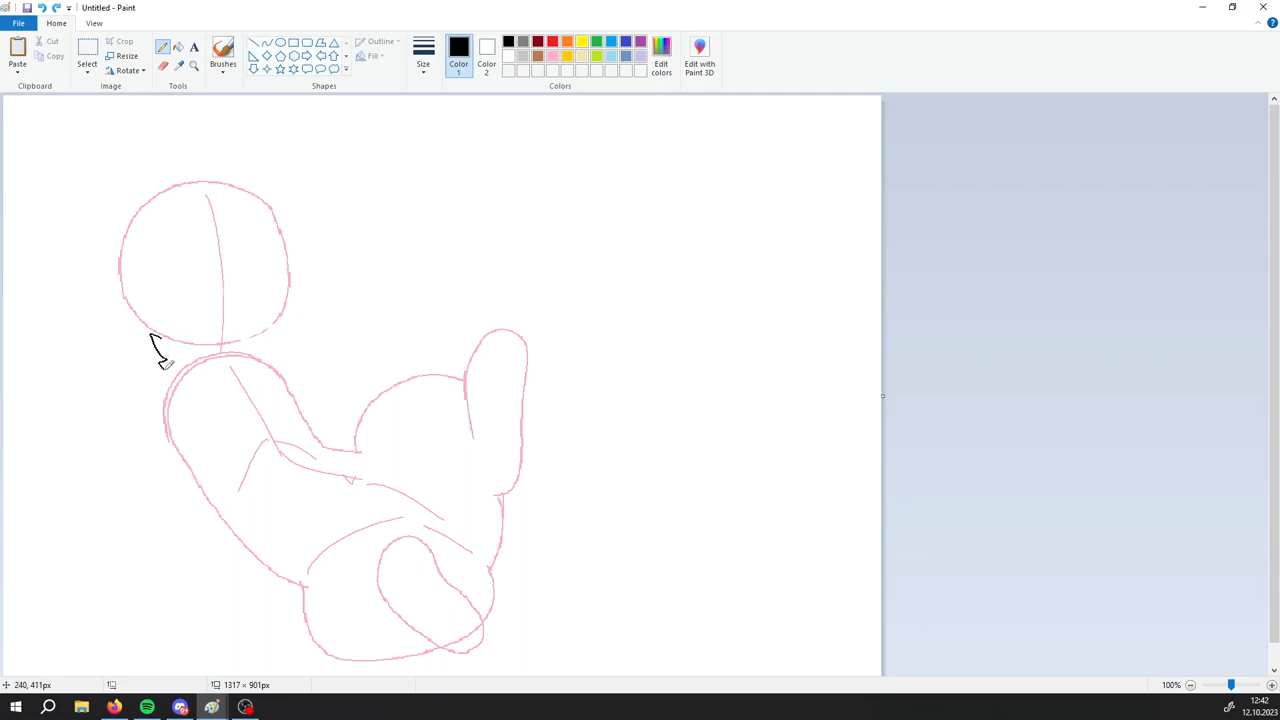 Untitled - Paint
File
Home
View
Paste
Cut
Copy
Clipboard
Select
Crop
Resize
Rotate
Image
A
Tools
Brushes
Outline
Fill
Shapes
Size
Color
1
Color
2
Edit
colors
Colors
Edit with
Paint 3D
240, 411px
1317 × 901px
100%
12:42
12.10.2023